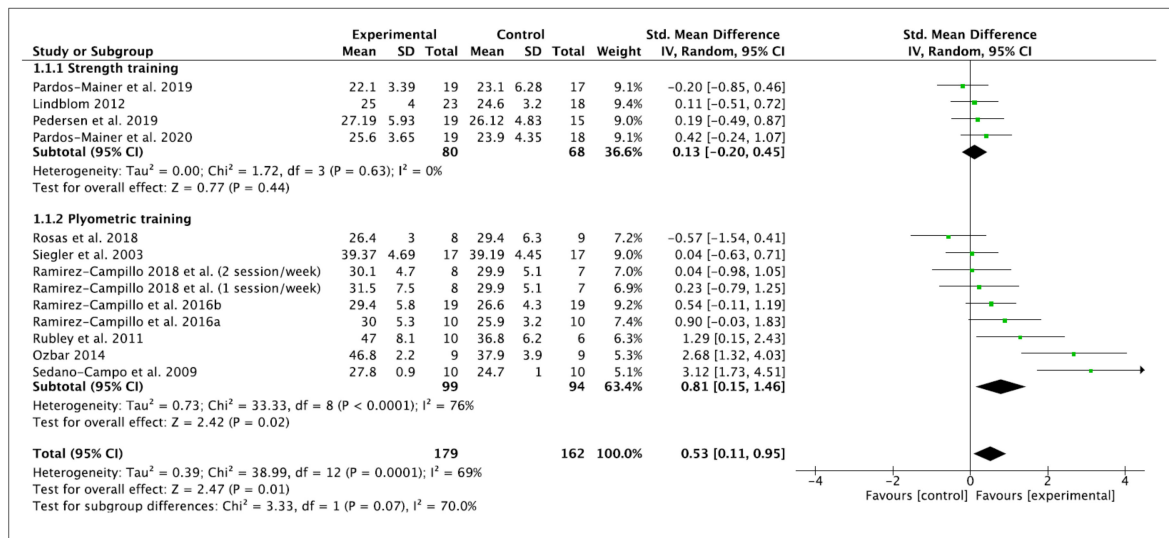 Experimental Control Std. Mean Difference Std. Mean Difference
Study or Subgroup Mean SD Total Mean SD Total Weight IV, Random, 95% CI IV, Random, 95% CI
1.1.1 Strength training
Pardos-Mainer et al. 2019 22.1 3.39 19 23.1 6.28 17 9.1% -0.20 [-0.85, 0.46]
Lindblom 2012 25 4 23 24.6 3.2 18 9.4% 0.11 [-0.51, 0.72]
Pedersen et al. 2019 27.19 5.93 19 26.12 4.83 15 9.0% 0.19 [-0.49, 0.87]
Pardos-Mainer et al. 2020 25.6 3.65 19 23.9 4.35 18 9.1% 0.42 [-0.24, 1.07]
Subtotal (95% CI) 80 68 36.6% 0.13 [-0.20, 0.45]
Heterogeneity: Tau² = 0.00; Chi² = 1.72, df = 3 (P = 0.63); I² = 0%
Test for overall effect: Z = 0.77 (P = 0.44)
1.1.2 Plyometric training
Rosas et al. 2018 26.4 3 8 29.4 6.3 9 7.2% -0.57 [-1.54, 0.41]
Siegler et al. 2003 39.37 4.69 17 39.19 4.45 17 9.0% 0.04 [-0.63, 0.71]
Ramirez-Campillo 2018 et al. (2 session/week) 30.1 4.7 8 29.9 5.1 7 7.0% 0.04 [-0.98, 1.05]
Ramirez-Campillo 2018 et al. (1 session/week) 31.5 7.5 8 29.9 5.1 7 6.9% 0.23 [-0.79, 1.25]
Ramirez-Campillo et al. 2016b 29.4 5.8 19 26.6 4.3 19 9.2% 0.54 [-0.11, 1.19]
Ramirez-Campillo et al. 2016a 30 5.3 10 25.9 3.2 10 7.4% 0.90 [-0.03, 1.83]
Rubley et al. 2011 47 8.1 10 36.8 6.2 6 6.3% 1.29 [0.15, 2.43]
Ozbar 2014 46.8 2.2 9 37.9 3.9 9 5.3% 2.68 [1.32, 4.03]
Sedano-Campo et al. 2009 27.8 0.9 10 24.7 1 10 5.1% 3.12 [1.73, 4.51]
Subtotal (95% CI) 99 94 63.4% 0.81 [0.15, 1.46]
Heterogeneity: Tau² = 0.73; Chi² = 33.33, df = 8 (P < 0.0001); I² = 76%
Test for overall effect: Z = 2.42 (P = 0.02)
Total (95% CI) 179 162 100.0% 0.53 [0.11, 0.95]
Heterogeneity: Tau² = 0.39; Chi² = 38.99, df = 12 (P = 0.0001); I² = 69%
Test for overall effect: Z = 2.47 (P = 0.01)
Test for subgroup differences: Chi² = 3.33, df = 1 (P = 0.07), I² = 70.0%
-4 -2 0 2 4
Favours [control] Favours [experimental]